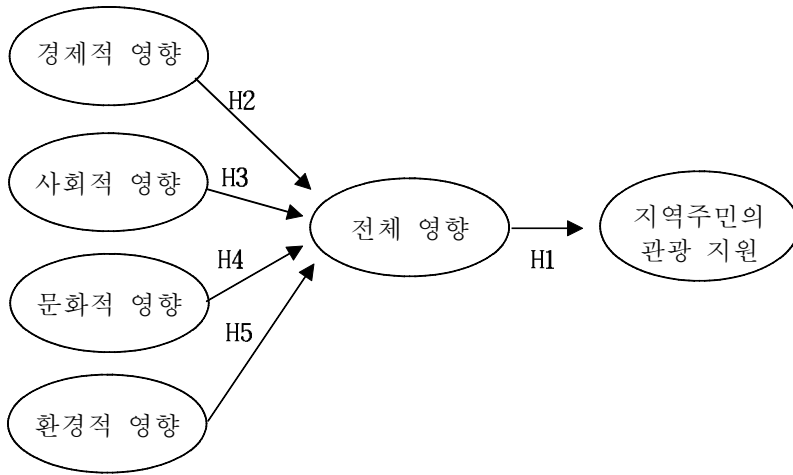 경제적 영향
H2
사회적 영향
H3
전체 영향
H1
지역주민의
관광 지원
H4
문화적 영향
H5
환경적 영향